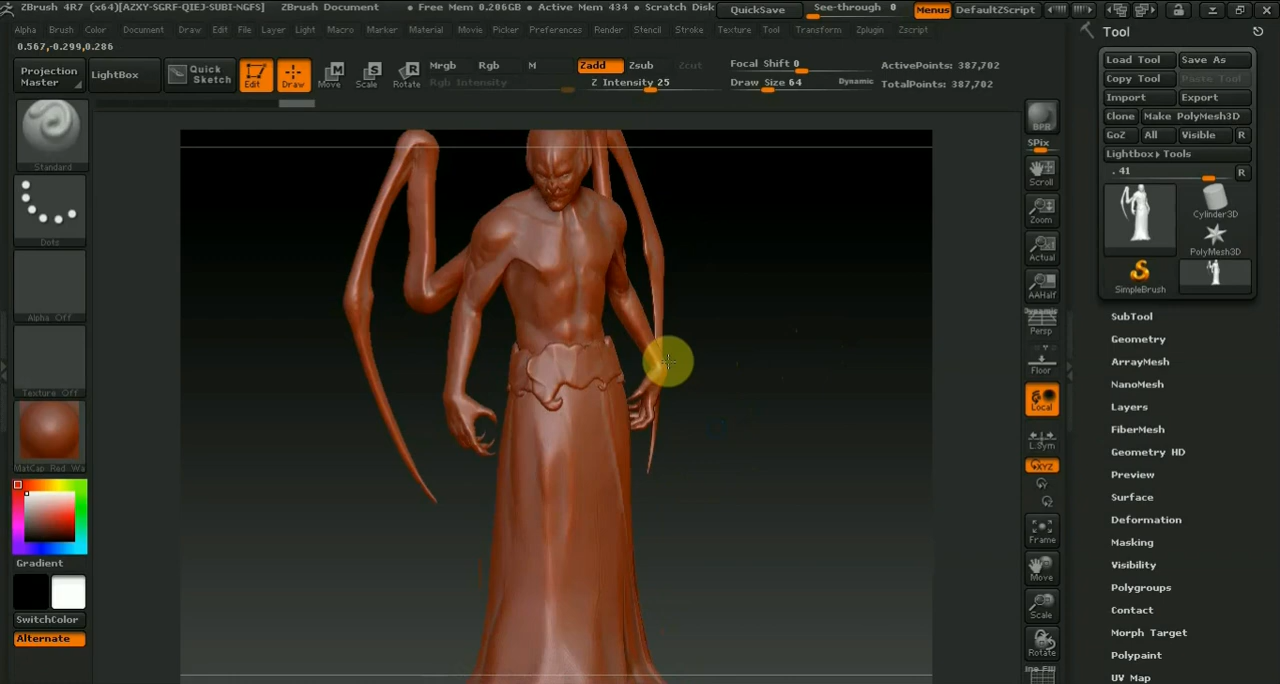 ZBrush 4R7 (x64)[AZXY-SGRF-QIEJ-SUBI-NGFS] ZBrush Document • Free Mem 0.206GB • Active Mem 434 • Scratch Disk QuickSave See-through 0 Menus DefaultZScript
Alpha Brush Color Document Draw Edit File Layer Light Macro Marker Material Movie Picker Preferences Render Stencil Stroke Texture Tool Transform Zplugin Zscript
0.567,-0.299,0.286
Projection Master LightBox Quick Sketch Edit Draw Move Scale Rotate
Mrgb Rgb M Zadd Zsub Zcut Focal Shift 0 ActivePoints: 387,702
Rgb Intensity Z Intensity 25 Draw Size 64 Dynamic TotalPoints: 387,702
Standard
Dots
Alpha Off
Texture Off
MatCap Red Wa
Gradient
SwitchColor
Alternate
BPR
SPix
Scroll
Zoom
Actual
AAHalf
Dynamic
Persp
Floor
Local
L.Sym
XYZ
Frame
Move
Scale
Rotate
Line Fill
Tool
Load Tool Save As
Copy Tool Paste Tool
Import Export
Clone Make PolyMesh3D
GoZ All Visible R
Lightbox▸Tools
. 41 R
Cylinder3D
PolyMesh3D
SimpleBrush
SubTool
Geometry
ArrayMesh
NanoMesh
Layers
FiberMesh
Geometry HD
Preview
Surface
Deformation
Masking
Visibility
Polygroups
Contact
Morph Target
Polypaint
UV Map